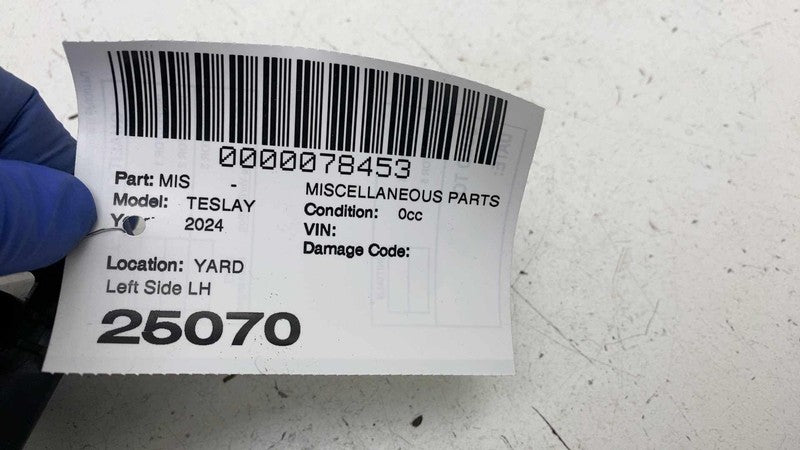 0000078453
Part: MIS -
MISCELLANEOUS PARTS
Model: TESLAY
Condition: 0cc
2024
VIN:
Damage Code:
Location: YARD
Left Side LH
25070